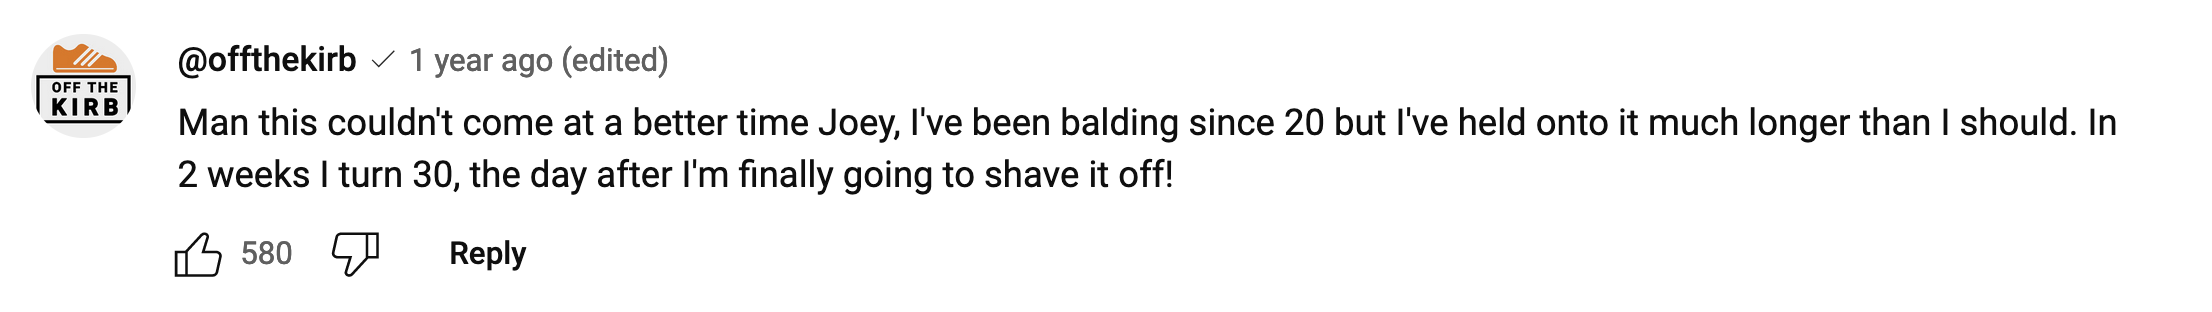 OFF THE
KIRB
@offthekirb 1 year ago (edited)
Man this couldn't come at a better time Joey, I've been balding since 20 but I've held onto it much longer than I should. In
2 weeks I turn 30, the day after I'm finally going to shave it off!
580 Reply